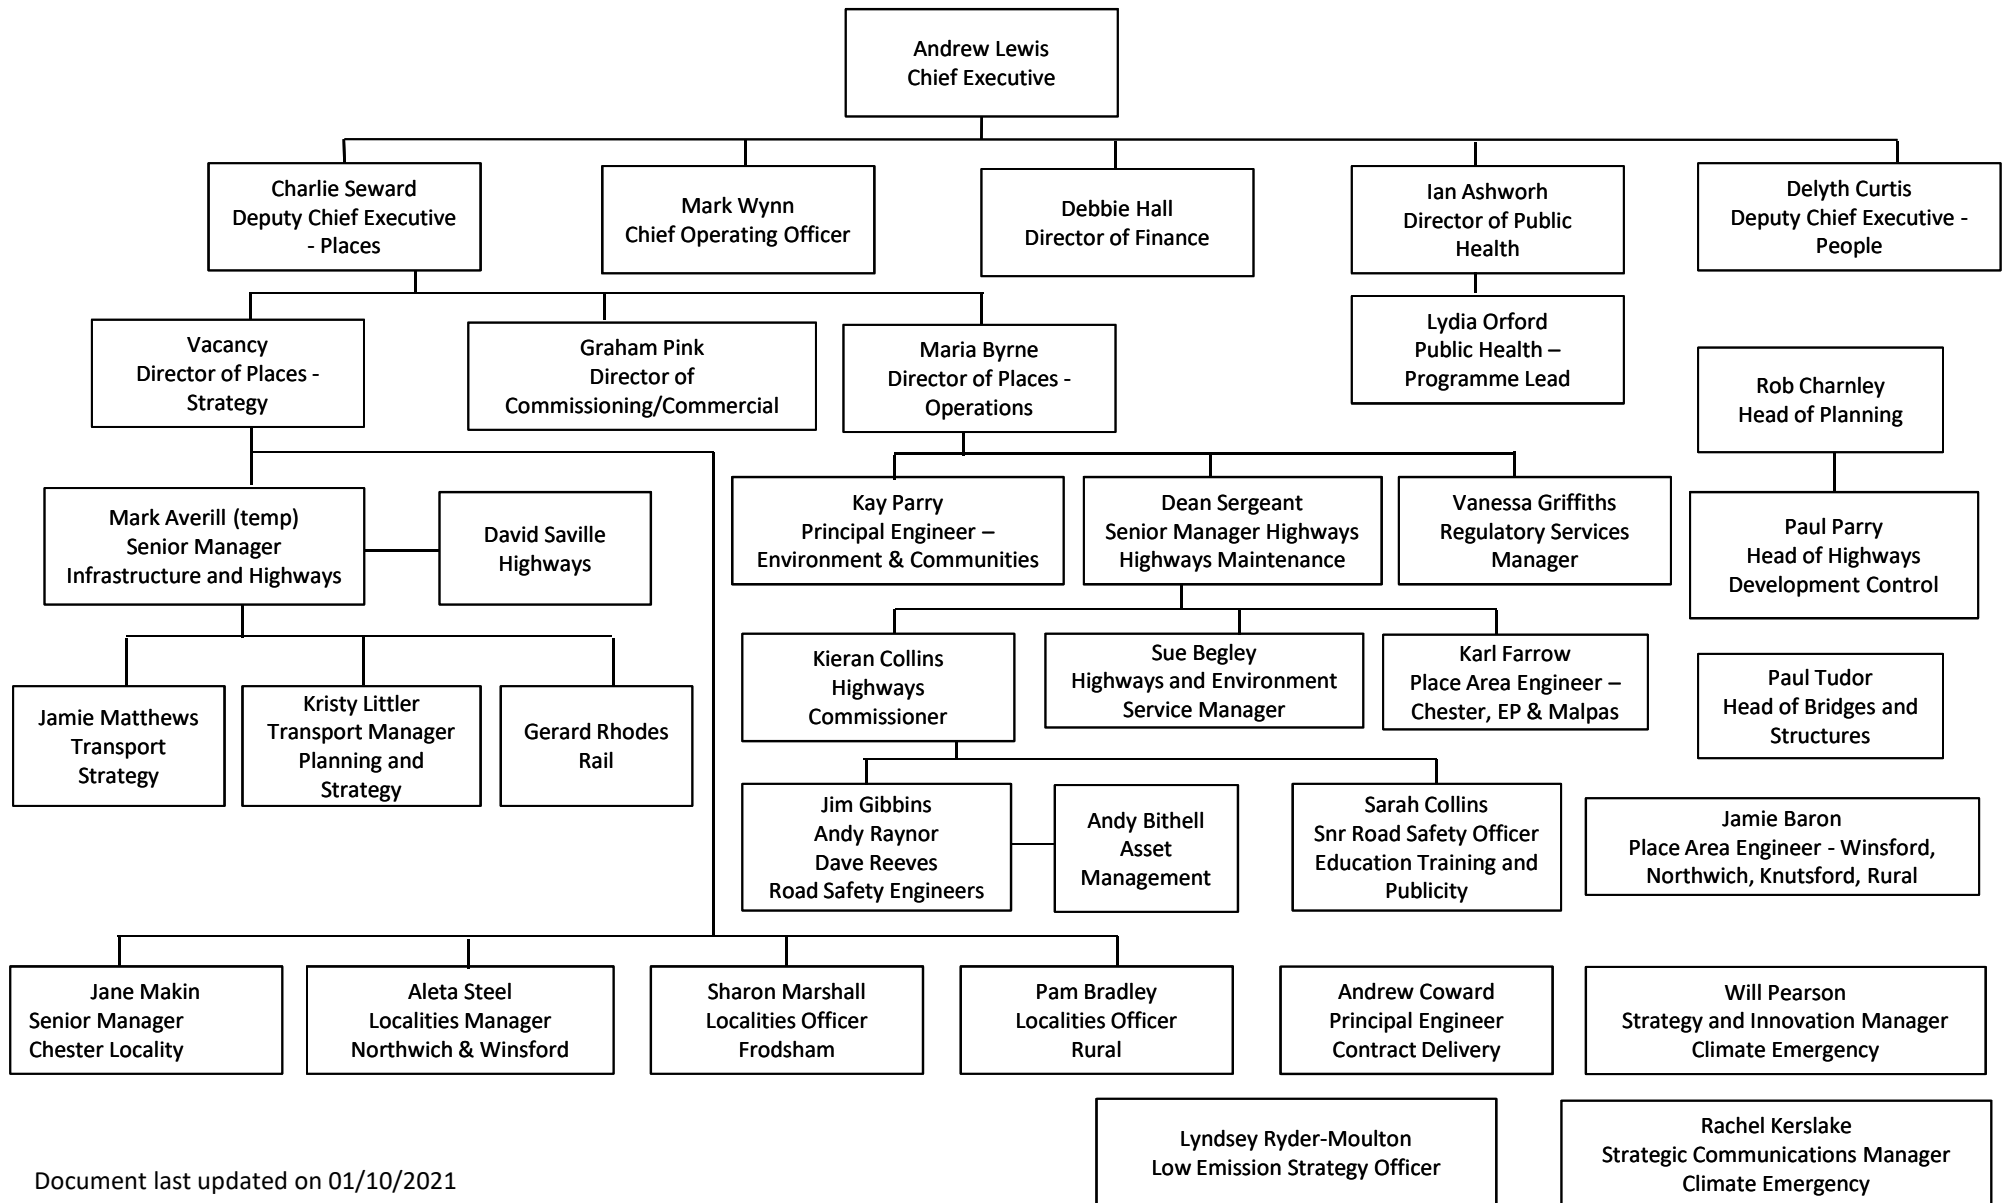 Andrew Lewis
Chief Executive
Charlie Seward
Deputy Chief Executive
- Places
Mark Wynn
Chief Operating Officer
Debbie Hall
Director of Finance
Ian Ashworh
Director of Public
Health
Delyth Curtis
Deputy Chief Executive -
People
Vacancy
Director of Places -
Strategy
Graham Pink
Director of
Commissioning/Commercial
Maria Byrne
Director of Places -
Operations
Lydia Orford
Public Health –
Programme Lead
Rob Charnley
Head of Planning
Mark Averill (temp)
Senior Manager
Infrastructure and Highways
David Saville
Highways
Kay Parry
Principal Engineer –
Environment & Communities
Dean Sergeant
Senior Manager Highways
Highways Maintenance
Vanessa Griffiths
Regulatory Services
Manager
Paul Parry
Head of Highways
Development Control
Jamie Matthews
Transport
Strategy
Kristy Littler
Transport Manager
Planning and
Strategy
Gerard Rhodes
Rail
Kieran Collins
Highways
Commissioner
Sue Begley
Highways and Environment
Service Manager
Karl Farrow
Place Area Engineer –
Chester, EP & Malpas
Paul Tudor
Head of Bridges and
Structures
Jim Gibbins
Andy Raynor
Dave Reeves
Road Safety Engineers
Andy Bithell
Asset
Management
Sarah Collins
Snr Road Safety Officer
Education Training and
Publicity
Jamie Baron
Place Area Engineer - Winsford,
Northwich, Knutsford, Rural
Jane Makin
Senior Manager
Chester Locality
Aleta Steel
Localities Manager
Northwich & Winsford
Sharon Marshall
Localities Officer
Frodsham
Pam Bradley
Localities Officer
Rural
Andrew Coward
Principal Engineer
Contract Delivery
Will Pearson
Strategy and Innovation Manager
Climate Emergency
Lyndsey Ryder-Moulton
Low Emission Strategy Officer
Rachel Kerslake
Strategic Communications Manager
Climate Emergency
Document last updated on 01/10/2021